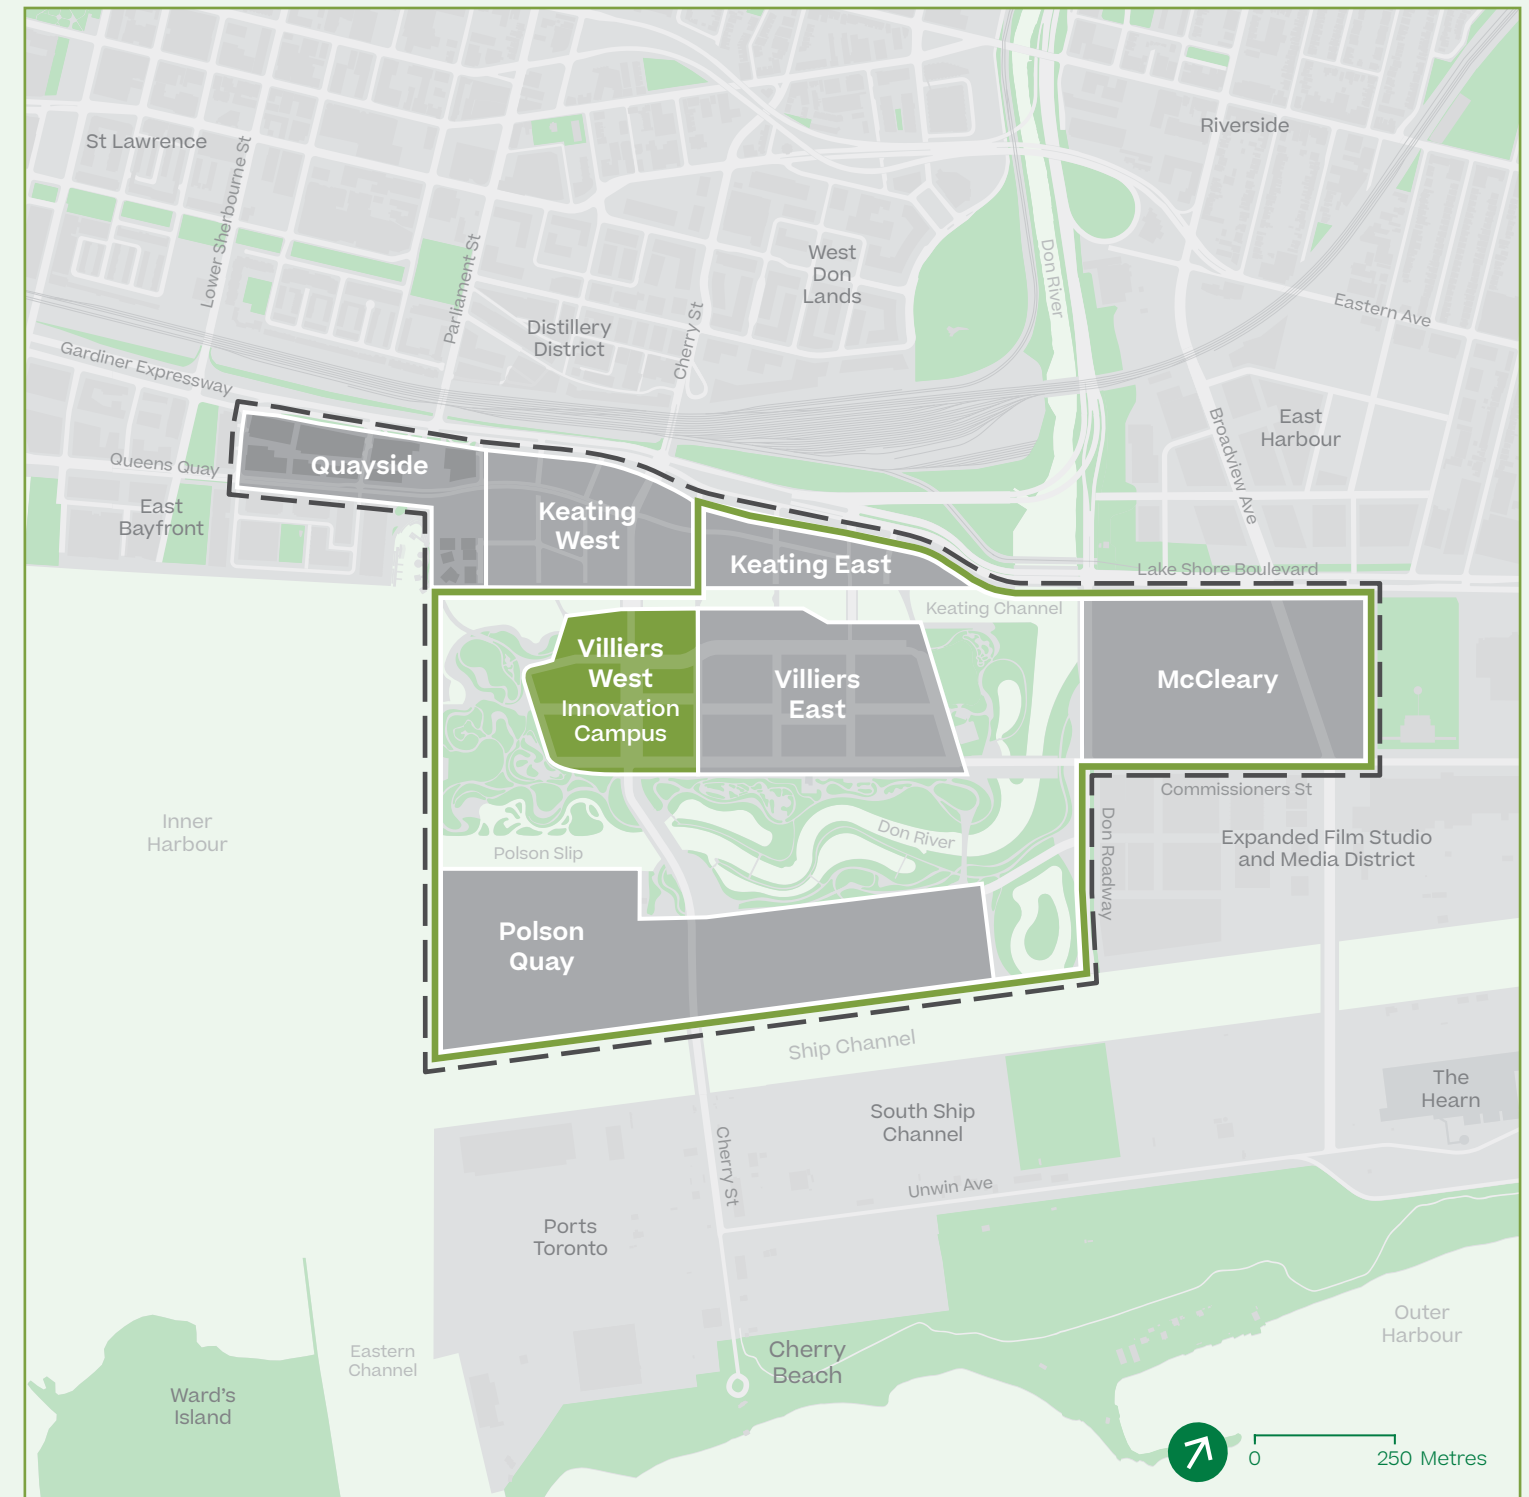 St Lawrence
Lower Sherbourne St
Parliament St
Riverside
West
Don
Lands
Don River
Distillery
District
Cherry St
Eastern Ave
Gardiner Expressway
Queens Quay
East
Bayfront
Broadview Ave
East
Harbour
Quayside
Keating
West
Keating East
Lake Shore Boulevard
Keating Channel
Villiers
West
Innovation
Campus
Villiers
East
McCleary
Commissioners St
Don Roadway
Expanded Film Studio
and Media District
Inner
Harbour
Polson Slip
Don River
Polson
Quay
Ship Channel
South Ship
Channel
The
Hearn
Cherry St
Unwin Ave
Ports
Toronto
Eastern
Channel
Cherry
Beach
Outer
Harbour
Ward's
Island
0
250 Metres